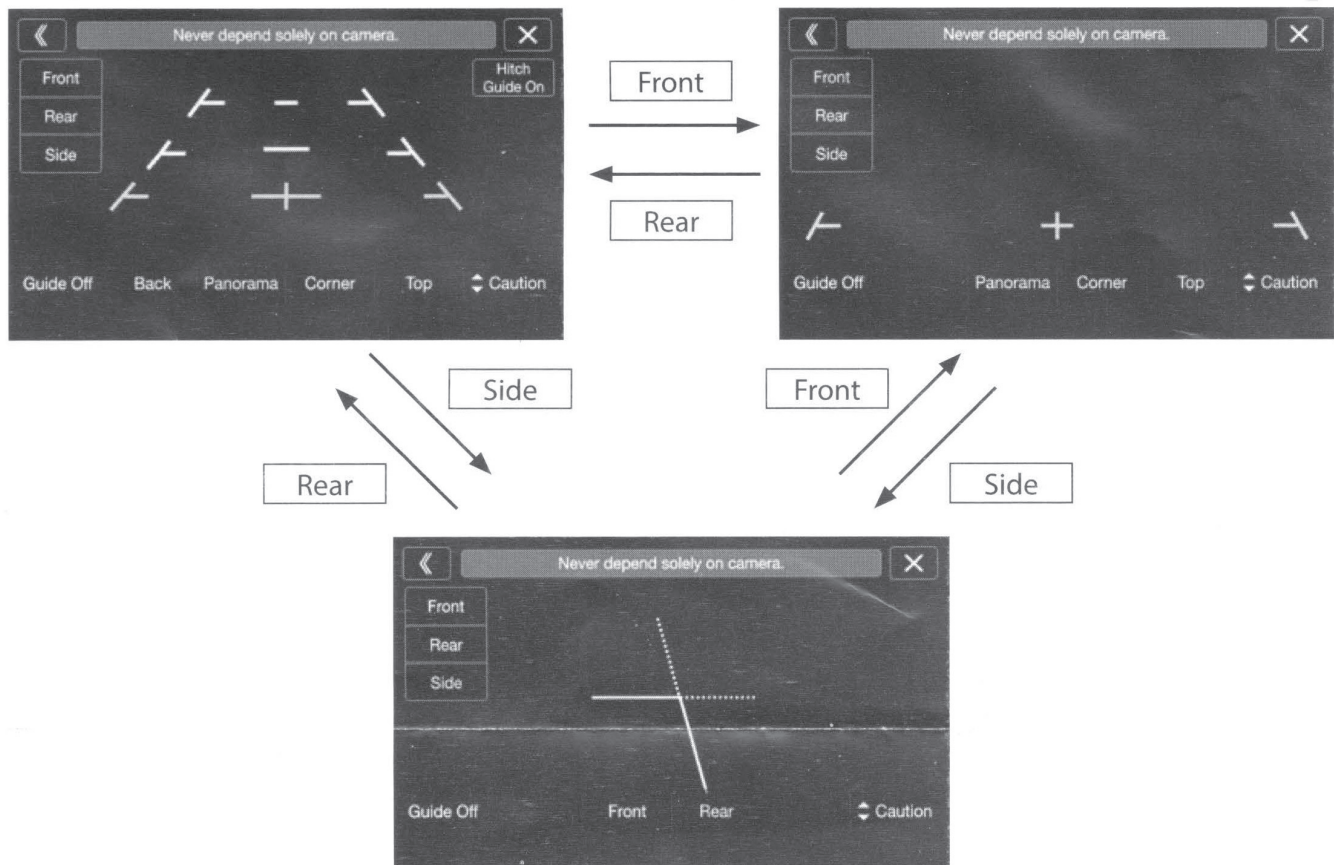 Never depend solely on camera.
Front
Rear
Side
Hitch
Guide On
Guide Off Back Panorama Corner Top Caution
Front
Rear
Never depend solely on camera.
Front
Rear
Side
Guide Off Panorama Corner Top Caution
Side
Rear
Front
Side
Never depend solely on camera.
Front
Rear
Side
Guide Off Front Rear Caution